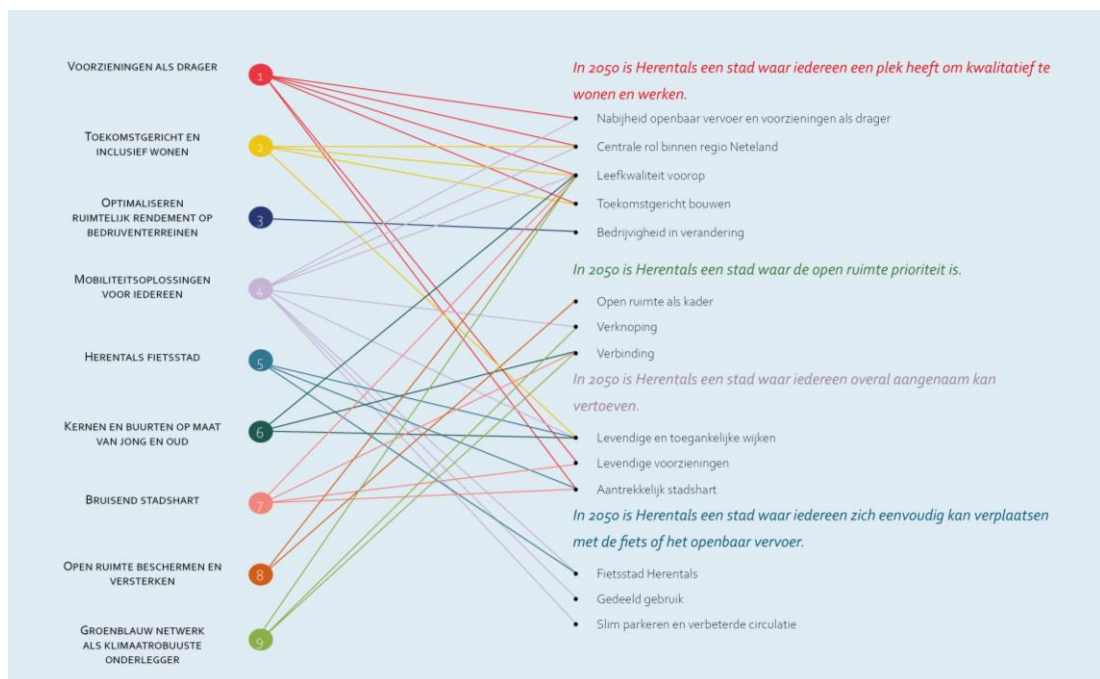 VOORZIENINGEN ALS DRAGER
1
TOEKOMSTGERICHT EN
INCLUSIEF WONEN
2
OPTIMALISEREN
RUIMTELIJK RENDEMENT OP
BEDRIJVENTERREINEN
3
MOBILITEITSOPLOSSINGEN
VOOR IEDEREEN
4
HERENTALS FIETSSTAD
5
KERNEN EN BUURTEN OP MAAT
VAN JONG EN OUD
6
BRUISEND STADSHART
7
OPEN RUIMTE BESCHERMEN EN
VERSTERKEN
8
GROENBLAUW NETWERK
ALS KLIMAATROBUUSTE
ONDERLEGGER
9
In 2050 is Herentals een stad waar iedereen een plek heeft om kwalitatief te
wonen en werken.
Nabijheid openbaar vervoer en voorzieningen als drager
Centrale rol binnen regio Neteland
Leefkwaliteit voorop
Toekomstgericht bouwen
Bedrijvigheid in verandering
In 2050 is Herentals een stad waar de open ruimte prioriteit is.
Open ruimte als kader
Verknoping
Verbinding
In 2050 is Herentals een stad waar iedereen overal aangenaam kan
vertoeven.
Levendige en toegankelijke wijken
Levendige voorzieningen
Aantrekkelijk stadshart
In 2050 is Herentals een stad waar iedereen zich eenvoudig kan verplaatsen
met de fiets of het openbaar vervoer.
Fietsstad Herentals
Gedeeld gebruik
Slim parkeren en verbeterde circulatie